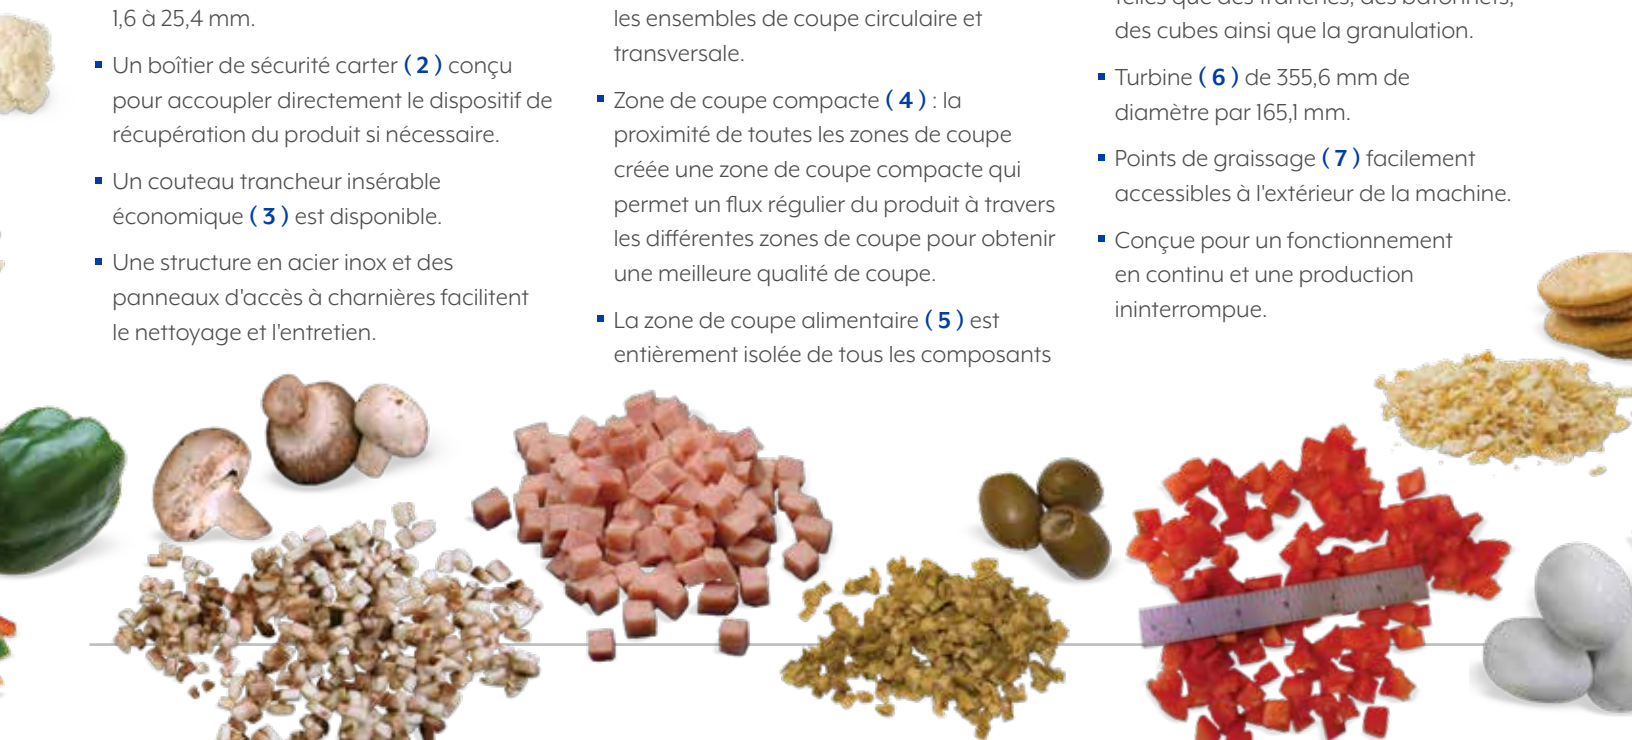 1,6 à 25,4 mm.
Un boîtier de sécurité carter ( 2 ) conçu
pour accoupler directement le dispositif de
récupération du produit si nécessaire.
Un couteau trancheur insérable
économique ( 3 ) est disponible.
Une structure en acier inox et des
panneaux d'accès à charnières facilitent
le nettoyage et l'entretien.
les ensembles de coupe circulaire et
transversale.
Zone de coupe compacte ( 4 ) : la
proximité de toutes les zones de coupe
créée une zone de coupe compacte qui
permet un flux régulier du produit à travers
les différentes zones de coupe pour obtenir
une meilleure qualité de coupe.
La zone de coupe alimentaire ( 5 ) est
entièrement isolée de tous les composants
telles que des tranches, des bâtonnets,
des cubes ainsi que la granulation.
Turbine ( 6 ) de 355,6 mm de
diamètre par 165,1 mm.
Points de graissage ( 7 ) facilement
accessibles à l'extérieur de la machine.
Conçue pour un fonctionnement
en continu et une production
ininterrompue.